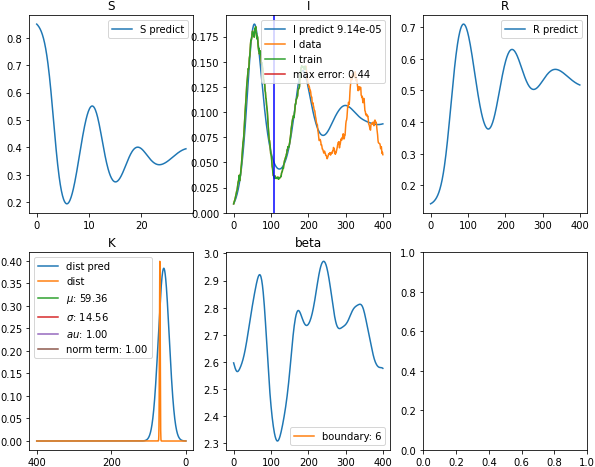 S
I
R
S predict
I predict 9.14e-05
I data
I train
max error: 0.44
R predict
0.8
0.7
0.6
0.5
0.4
0.3
0.2
0 10 20
0.175
0.150
0.125
0.100
0.075
0.050
0.025
0.000
0 100 200 300 400
0.7
0.6
0.5
0.4
0.3
0.2
0 100 200 300 400
K
beta
dist pred
dist
μ: 59.36
σ: 14.56
au: 1.00
norm term: 1.00
0.40
0.35
0.30
0.25
0.20
0.15
0.10
0.05
0.00
400 200 0
3.0
2.9
2.8
2.7
2.6
2.5
2.4
2.3
boundary: 6
0 100 200 300 400
1.0
0.8
0.6
0.4
0.2
0.0
0.0 0.2 0.4 0.6 0.8 1.0